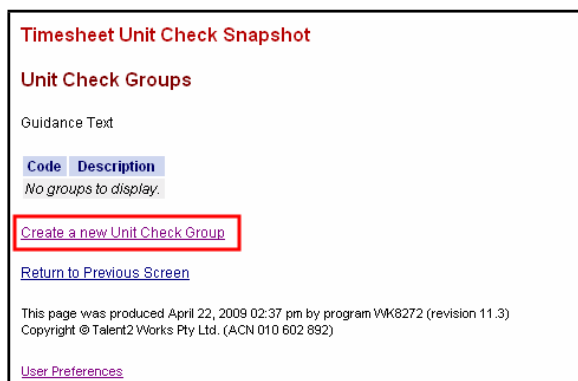 Timesheet Unit Check Snapshot
Unit Check Groups
Guidance Text
Code Description
No groups to display.
Create a new Unit Check Group
Return to Previous Screen
This page was produced April 22, 2009 02:37 pm by program WK8272 (revision 11.3)
Copyright © Talent2 Works Pty Ltd. (ACN 010 602 892)
User Preferences